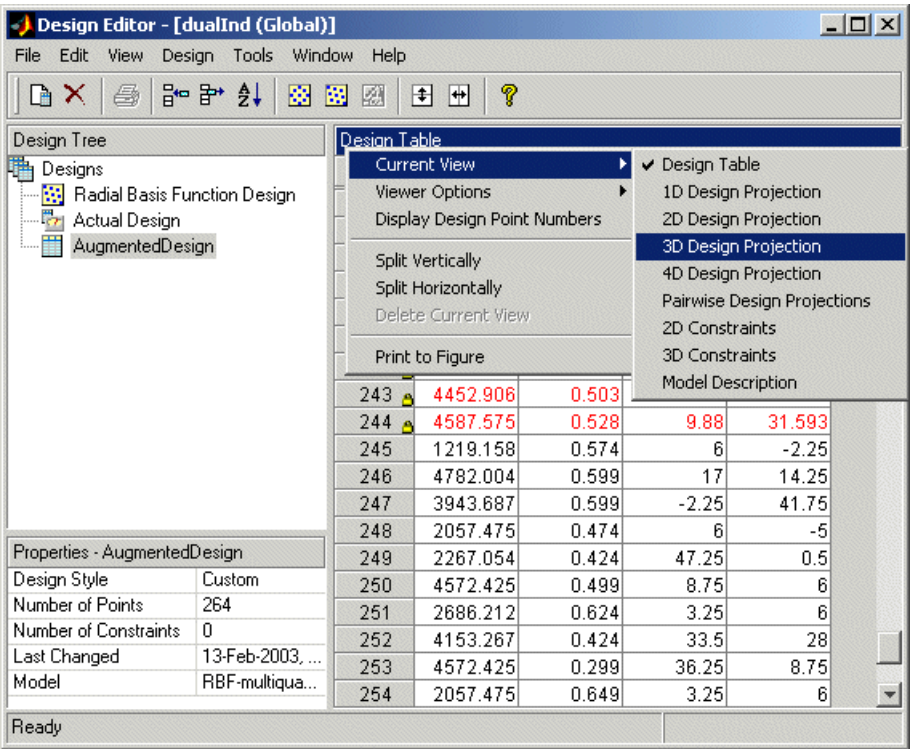 Design Editor - [dualInd (Global)]
File Edit View Design Tools Window Help
Design Tree
Designs
Radial Basis Function Design
Actual Design
AugmentedDesign
Properties - AugmentedDesign
Design Style Custom
Number of Points 264
Number of Constraints 0
Last Changed 13-Feb-2003, ...
Model RBF-multiqua...
Design Table
Current View
Viewer Options
Display Design Point Numbers
Split Vertically
Split Horizontally
Delete Current View
Print to Figure
Design Table
1D Design Projection
2D Design Projection
3D Design Projection
4D Design Projection
Pairwise Design Projections
2D Constraints
3D Constraints
Model Description
243 4452.906 0.503
244 4587.575 0.528 9.88 31.593
245 1219.158 0.574 6 -2.25
246 4782.004 0.599 17 14.25
247 3943.687 0.599 -2.25 41.75
248 2057.475 0.474 6 -5
249 2267.054 0.424 47.25 0.5
250 4572.425 0.499 8.75 6
251 2686.212 0.624 3.25 6
252 4153.267 0.424 33.5 28
253 4572.425 0.299 36.25 8.75
254 2057.475 0.649 3.25 6
Ready